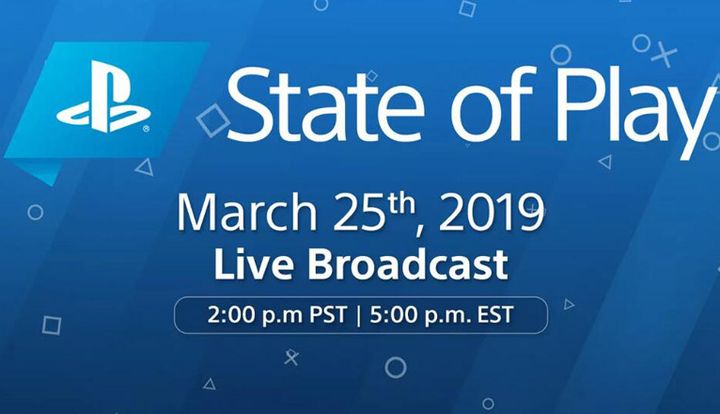 State of Play
March 25th, 2019
Live Broadcast
2:00 p.m PST | 5:00 p.m. EST